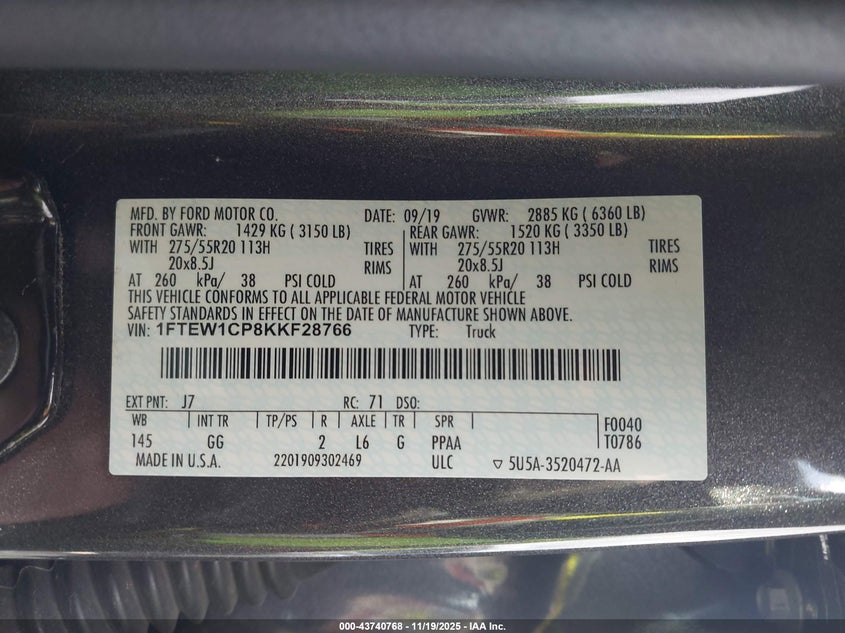 MFD. BY FORD MOTOR CO. DATE: 09/19 GVWR: 2885 KG ( 6360 LB)
FRONT GAWR: 1429 KG ( 3150 LB) REAR GAWR: 1520 KG ( 3350 LB)
WITH 275/55R20 113H TIRES WITH 275/55R20 113H TIRES
20x8.5J RIMS 20x8.5J RIMS
AT 260 kPa/ 38 PSI COLD AT 260 kPa/ 38 PSI COLD
THIS VEHICLE CONFORMS TO ALL APPLICABLE FEDERAL MOTOR VEHICLE
SAFETY STANDARDS IN EFFECT ON THE DATE OF MANUFACTURE SHOWN ABOVE.
VIN: 1FTEW1CP8KKF28766 TYPE: Truck
EXT PNT: J7 RC: 71 DSO:
WB INT TR TP/PS R AXLE TR SPR F0040
145 GG 2 L6 G PPAA T0786
MADE IN U.S.A. 2201909302469 ULC ▽ 5U5A-3520472-AA
000-43740768 - 11/19/2025 - IAA Inc.